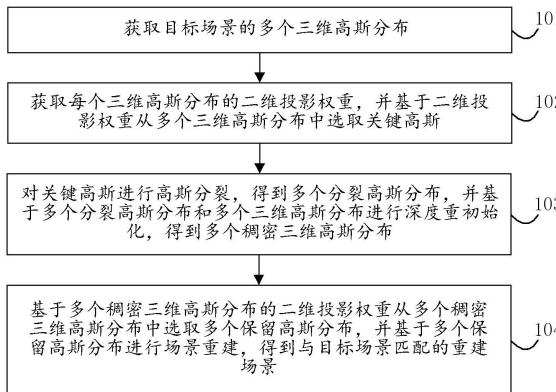 获取目标场景的多个三维高斯分布
10
获取每个三维高斯分布的二维投影权重，并基于二维投
影权重从多个三维高斯分布中选取关键高斯
102
对关键高斯进行高斯分裂，得到多个分裂高斯分布，并基
于多个分裂高斯分布和多个三维高斯分布进行深度重初始
化，得到多个稠密三维高斯分布
103
基于多个稠密三维高斯分布的二维投影权重从多个稠密
三维高斯分布中选取多个保留高斯分布，并基于多个保
留高斯分布进行场景重建，得到与目标场景匹配的重建
场景
104